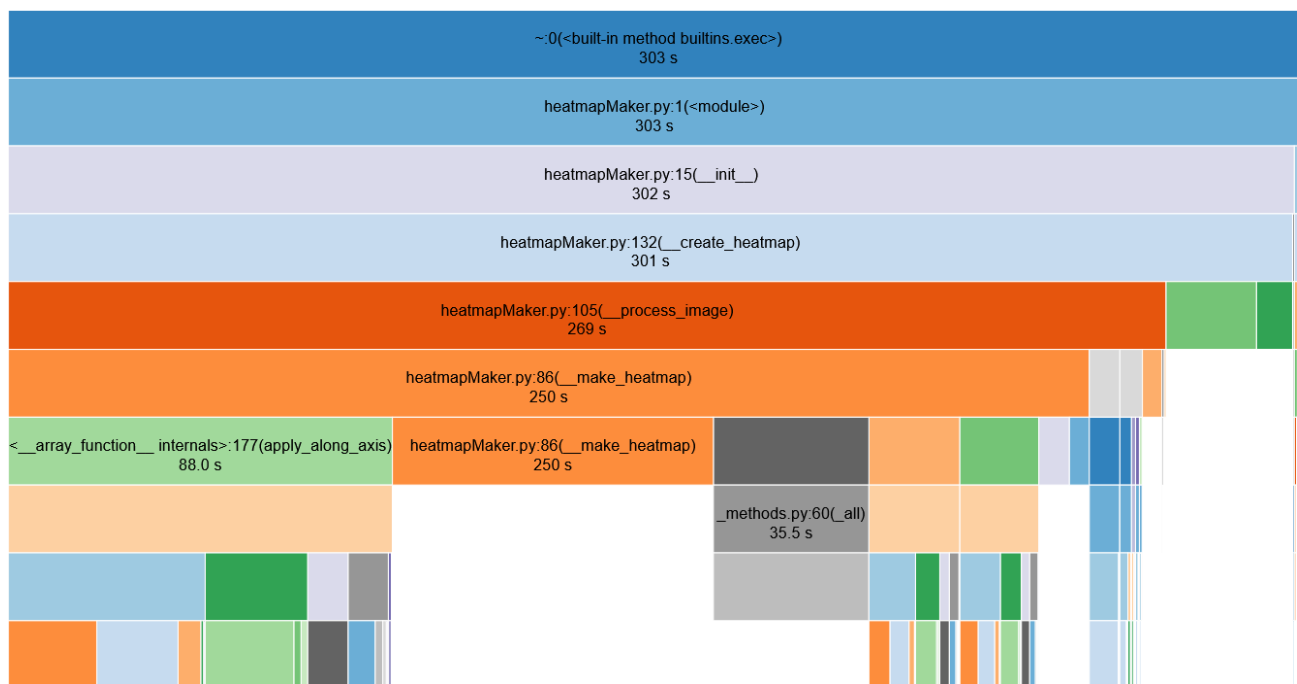 ~:0(<built-in method builtins.exec>)
303 s
heatmapMaker.py:1(<module>)
303 s
heatmapMaker.py:15(__init__)
302 s
heatmapMaker.py:132(__create_heatmap)
301 s
heatmapMaker.py:105(__process_image)
269 s
heatmapMaker.py:86(__make_heatmap)
250 s
<__array_function__ internals>:177(apply_along_axis)
88.0 s
heatmapMaker.py:86(__make_heatmap)
250 s
_methods.py:60(_all)
35.5 s